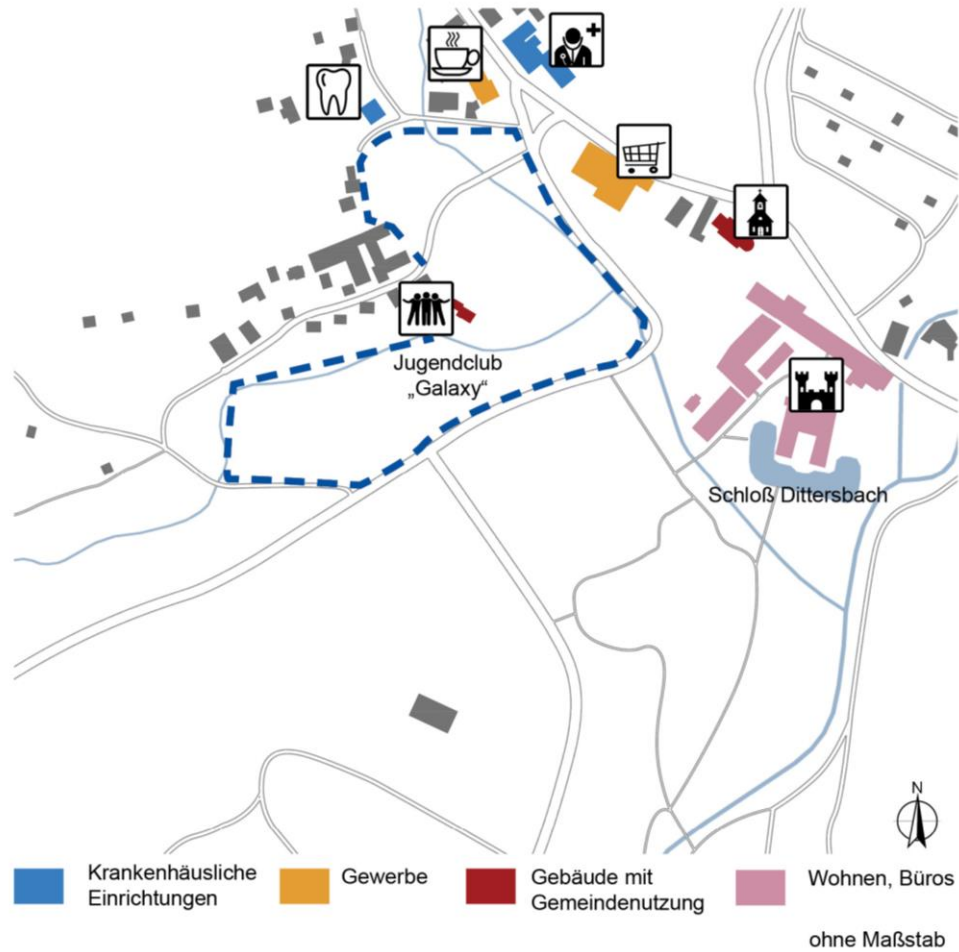 Jugendclub
„Galaxy“
Schloß Dittersbach
N
Krankenhäusliche
Einrichtungen
Gewerbe
Gebäude mit
Gemeindenutzung
Wohnen, Büros
ohne Maßstab